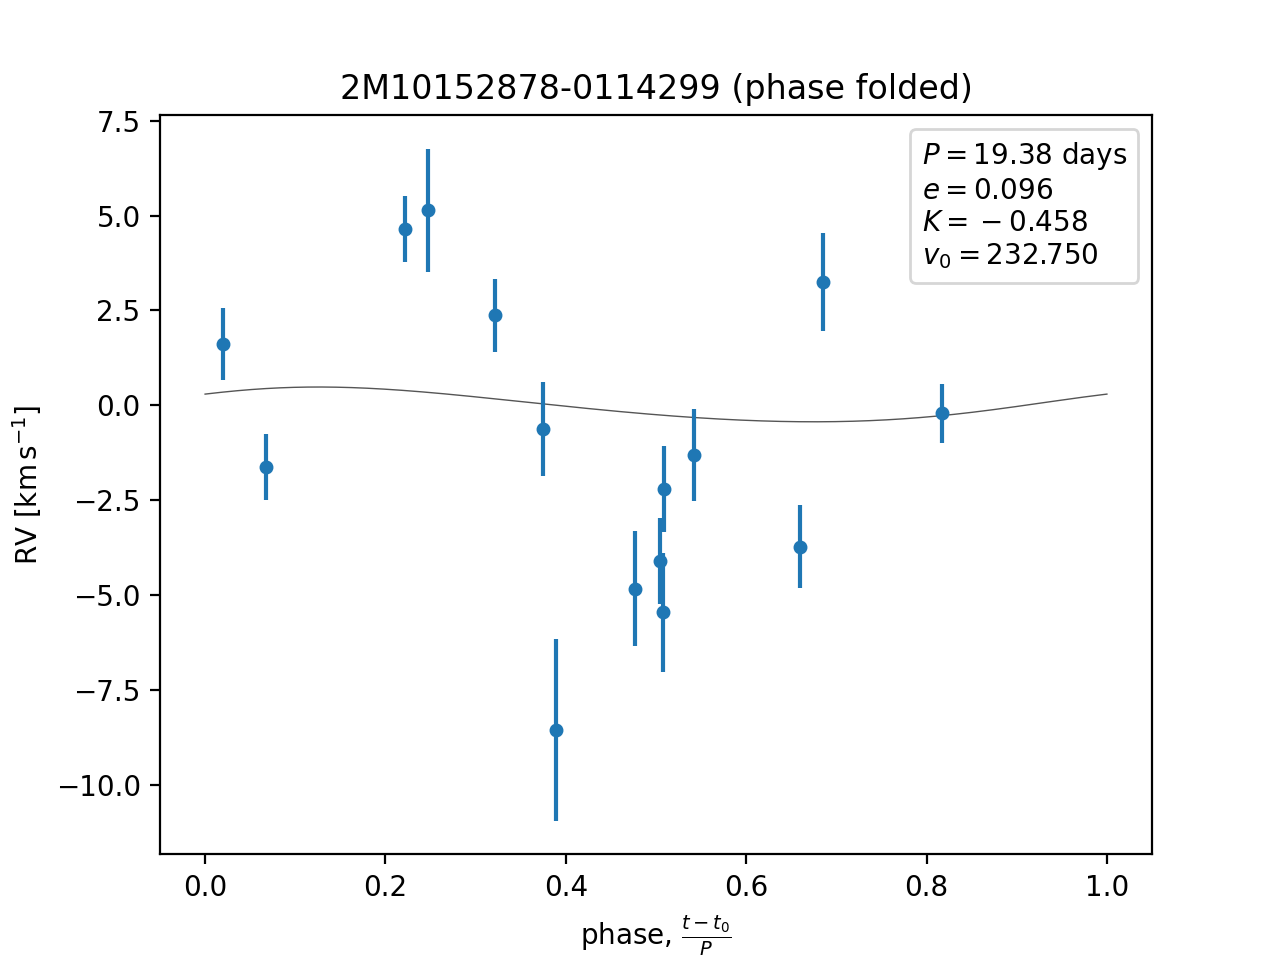 2M10152878-0114299 (phase folded)
P = 19.38 days
e = 0.096
K = −0.458
v₀ = 232.750
7.5
5.0
2.5
0.0
−2.5
−5.0
−7.5
−10.0
RV [km s⁻¹]
0.0 0.2 0.4 0.6 0.8 1.0
phase, (t − t₀)/P